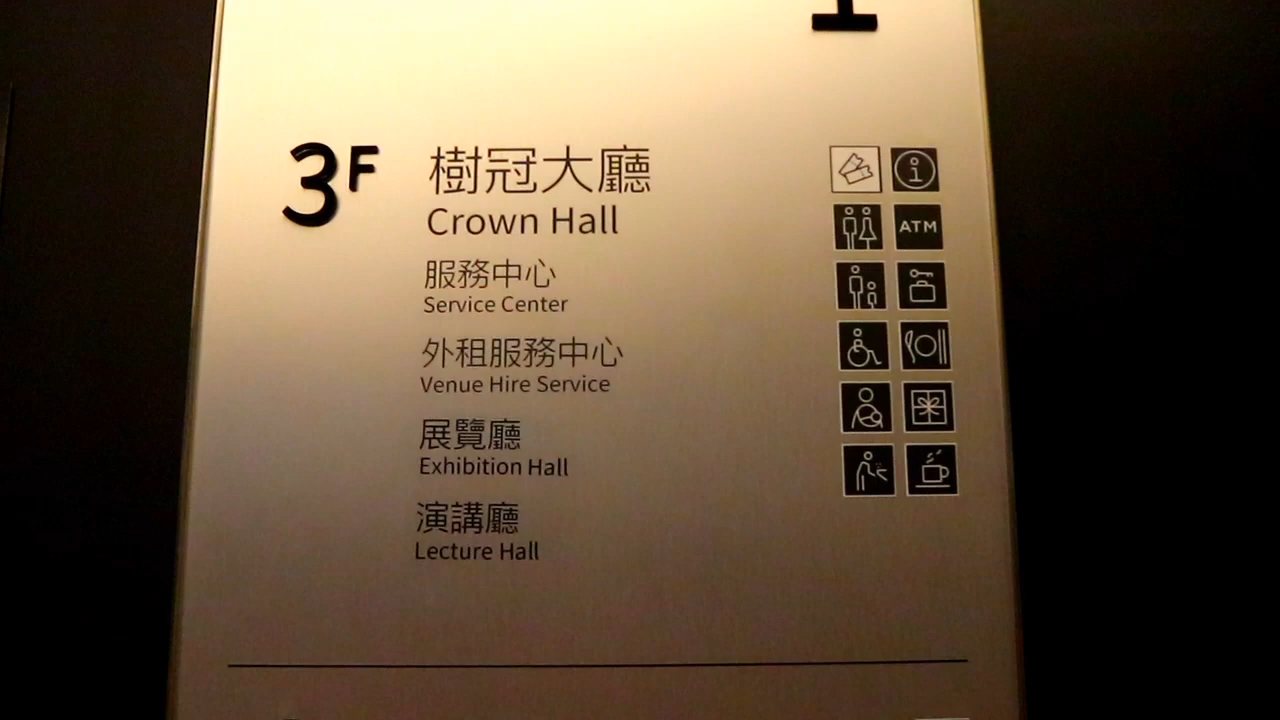 3F
樹冠大廳
Crown Hall
服務中心
Service Center
外租服務中心
Venue Hire Service
展覽廳
Exhibition Hall
演講廳
Lecture Hall
ATM